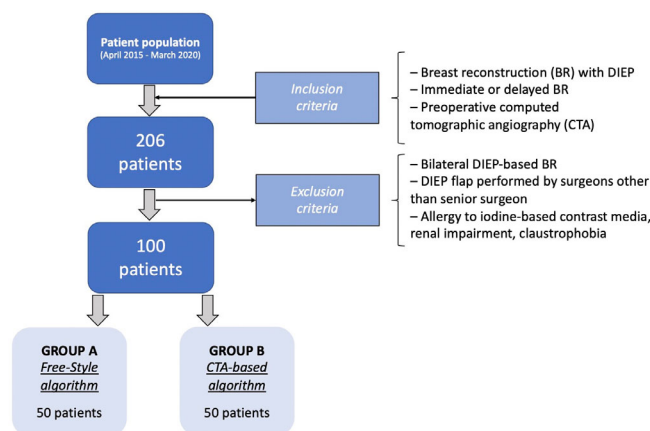 Patient population
(April 2015 - March 2020)
Inclusion
criteria
– Breast reconstruction (BR) with DIEP
– Immediate or delayed BR
– Preoperative computed
tomographic angiography (CTA)
206
patients
Exclusion
criteria
– Bilateral DIEP-based BR
– DIEP flap performed by surgeons other
than senior surgeon
– Allergy to iodine-based contrast media,
renal impairment, claustrophobia
100
patients
GROUP A
Free-Style
algorithm
50 patients
GROUP B
CTA-based
algorithm
50 patients